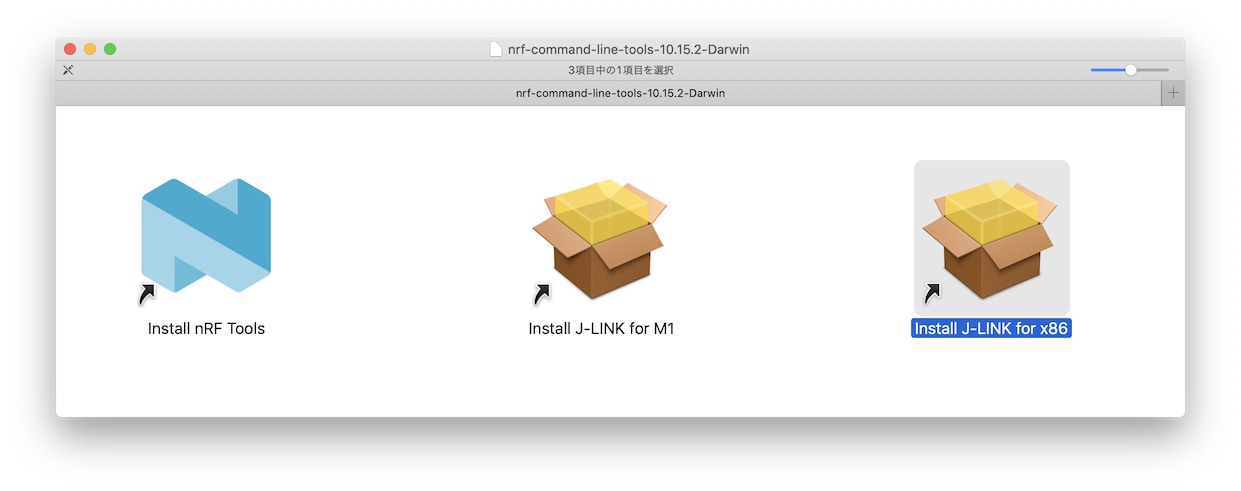 nrf-command-line-tools-10.15.2-Darwin
3項目中の1項目を選択
nrf-command-line-tools-10.15.2-Darwin
Install nRF Tools
Install J-LINK for M1
Install J-LINK for x86